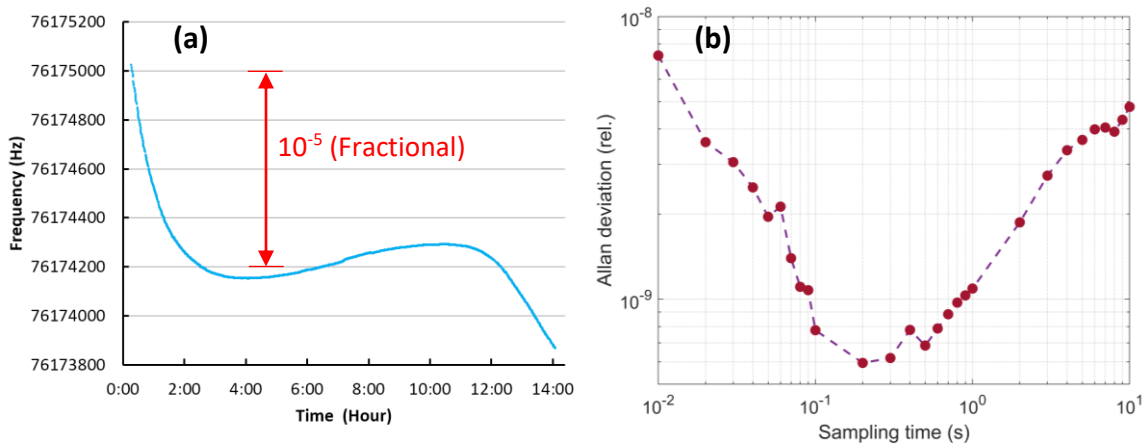 (a)
76175200
76175000
76174800
76174600
76174400
76174200
76174000
73173800
Frequency (Hz)
10⁻⁵ (Fractional)
0:00 2:00 4:00 6:00 8:00 10:00 12:00 14:00
Time (Hour)
(b)
10⁻⁸
10⁻⁹
Allan deviation (rel.)
10⁻² 10⁻¹ 10⁰ 10¹
Sampling time (s)